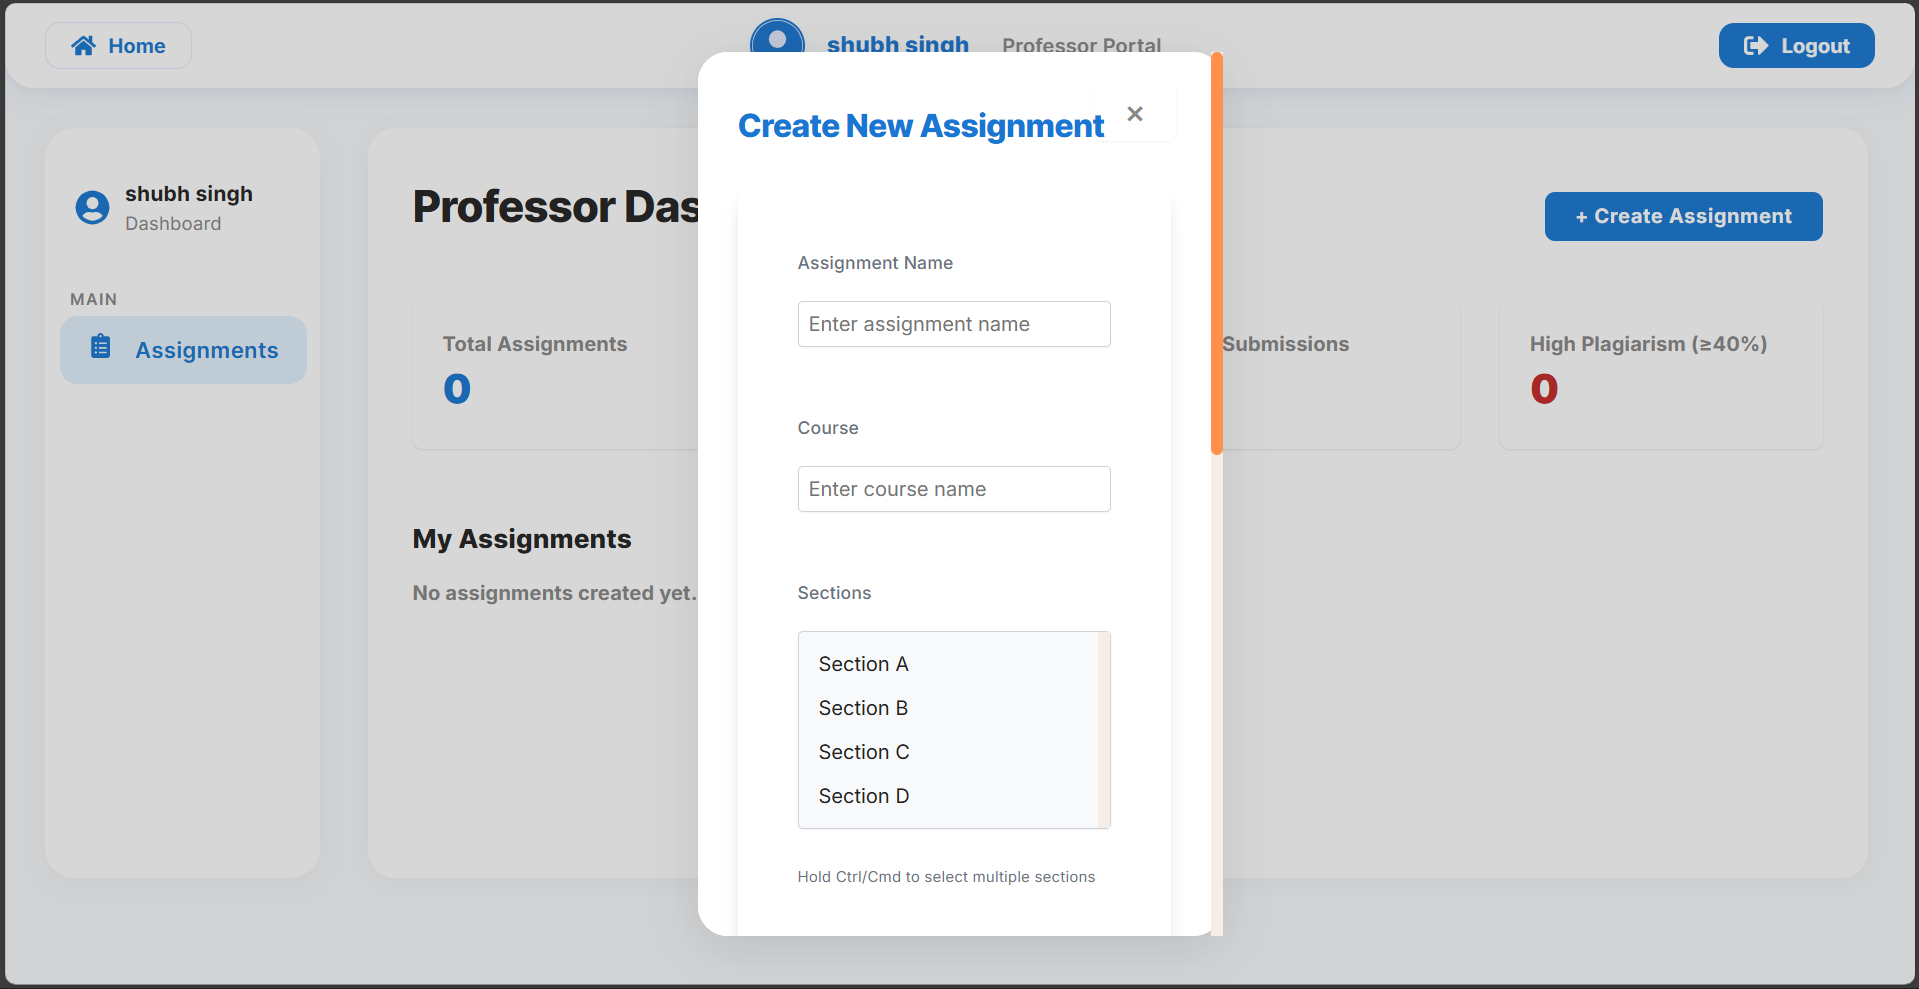 Home
shubh singh
Professor Portal
Logout
shubh singh
Dashboard
MAIN
Assignments
Professor Das
+ Create Assignment
Total Assignments
0
Submissions
High Plagiarism (≥40%)
0
My Assignments
No assignments created yet.
Create New Assignment
×
Assignment Name
Enter assignment name
Course
Enter course name
Sections
Section A
Section B
Section C
Section D
Hold Ctrl/Cmd to select multiple sections